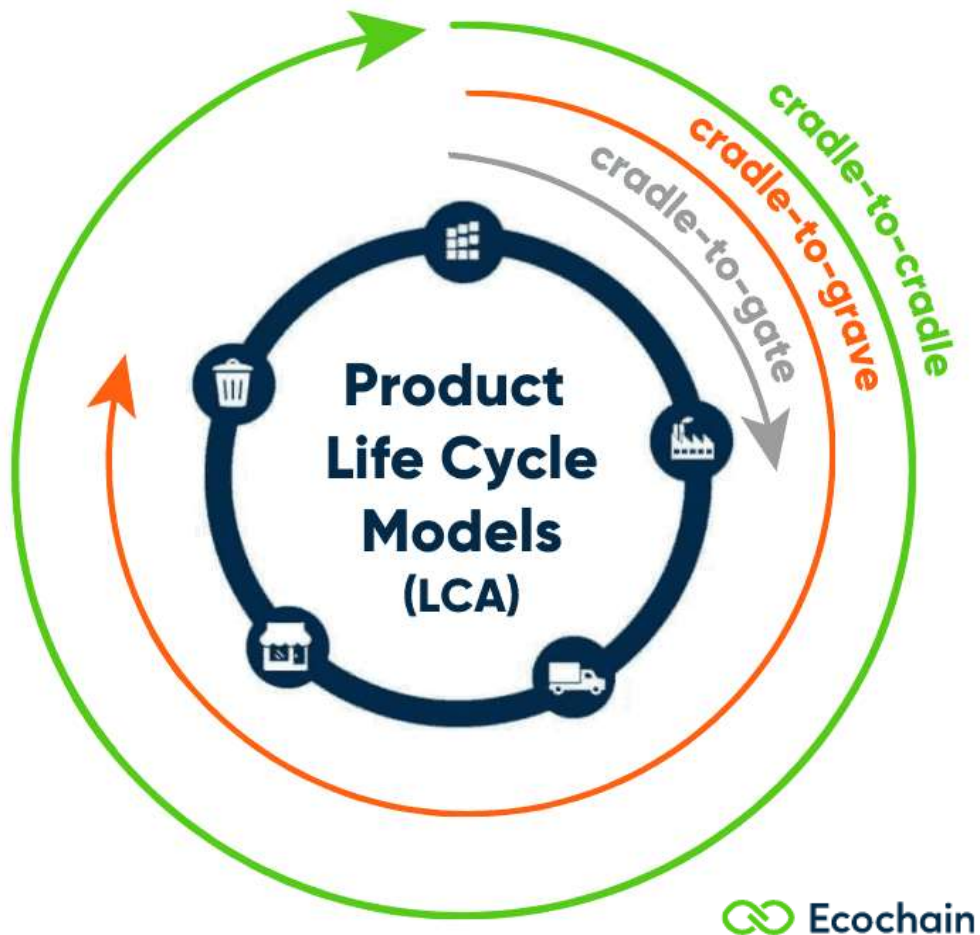 cradle-to-cradle
cradle-to-grave
cradle-to-gate
Product
Life Cycle
Models
(LCA)
Ecochain